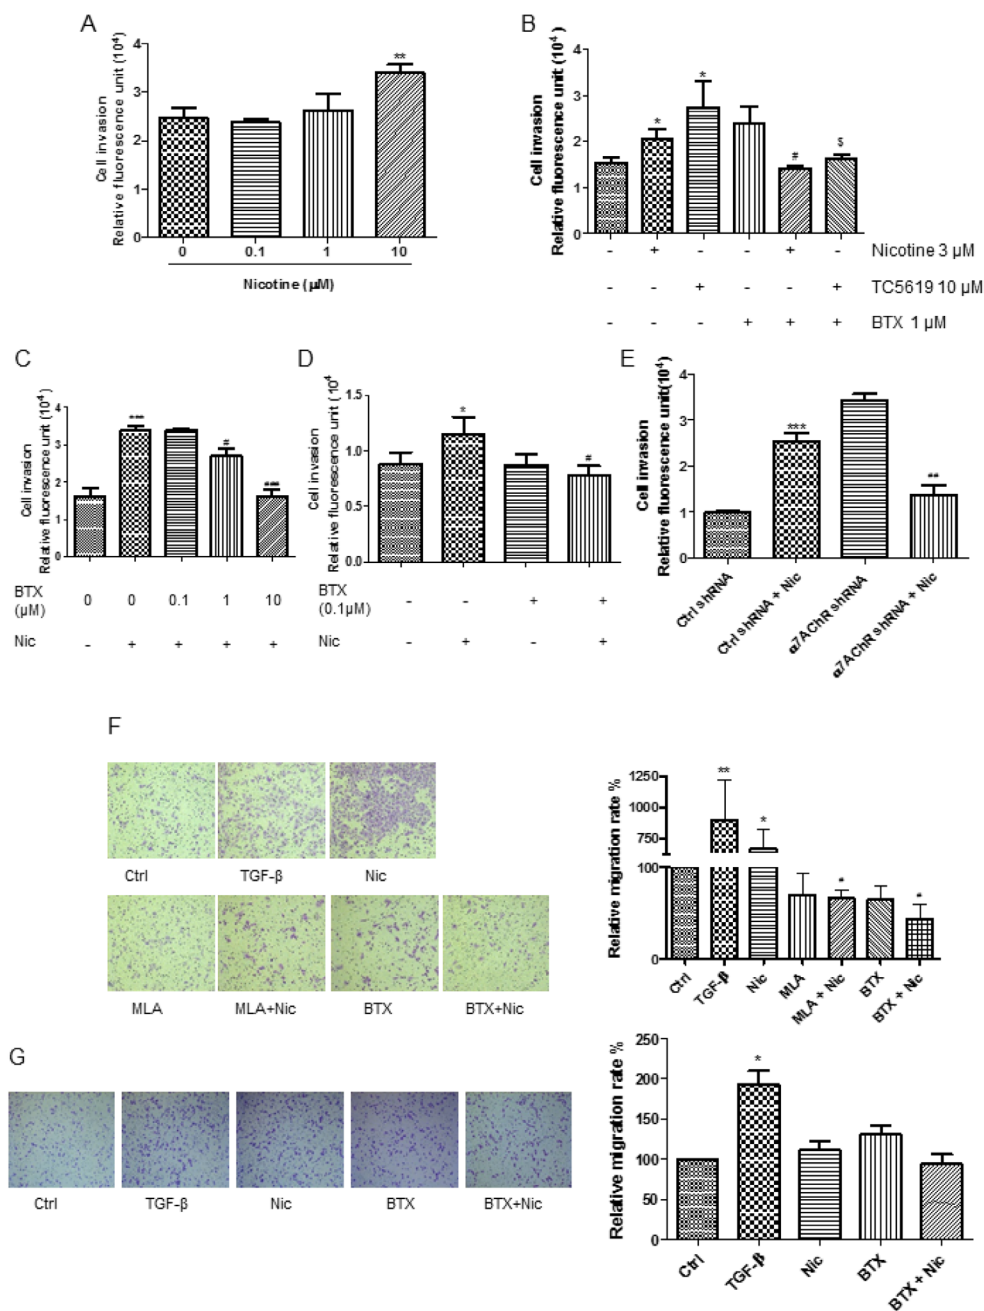 A
Cell invasion
Relative fluorescence unit (10⁴)
4
3
2
1
0
**
0 0.1 1 10
Nicotine (μM)
B
Cell invasion
Relative fluorescence unit (10⁴)
4
3
2
1
0
* * # $
- + - - + - Nicotine 3 μM
- - + - - + TC5619 10 μM
- - - + + + BTX 1 μM
C
Cell invasion
Relative fluorescence unit (10⁴)
4
3
2
1
0
*** # ###
BTX
(μM)
0 0 0.1 1 10
Nic - + + + +
D
Cell invasion
Relative fluorescence unit (10⁴
1.5
1.0
0.5
0.0
* #
BTX
(0.1μM)
- - + +
Nic - + - +
E
Cell invasion
Relative fluorescence unit(10⁴)
4
3
2
1
0
*** ##
Ctrl shRNA
Ctrl shRNA + Nic
α7AChR shRNA
α7AChR shRNA + Nic
F
Ctrl TGF-β Nic
MLA MLA+Nic BTX BTX+Nic
Relative migration rate %
1250
1000
750
100
50
0
** * # #
Ctrl
TGF-β
Nic
MLA
MLA + Nic
BTX
BTX + Nic
G
Ctrl TGF-β Nic BTX BTX+Nic
Relative migration rate %
250
200
150
100
50
0
*
Ctrl
TGF-β
Nic
BTX
BTX + Nic